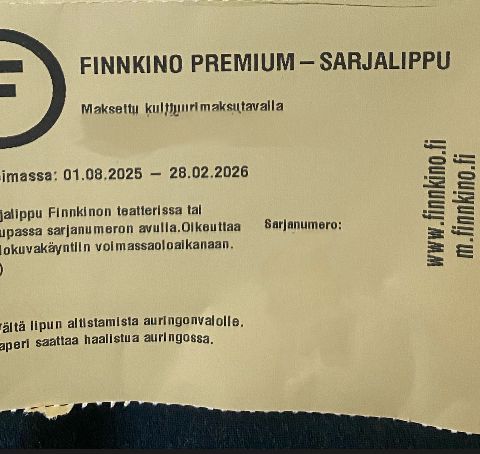 F
FINNKINO PREMIUM – SARJALIPPU
Maksettu kulttuurimaksutavalla
imassa: 01.08.2025 – 28.02.2026
jalippu Finnkinon teatterissa tai
upassa sarjanumeron avulla.Oikeuttaa
lokuvakäyntiin voimassaoloaikanaan.
)
Sarjanumero:
www.finnkino.fi
m.finnkino.fi
ältä lipun altistamista auringonvalolle.
aperi saattaa haalistua auringossa.